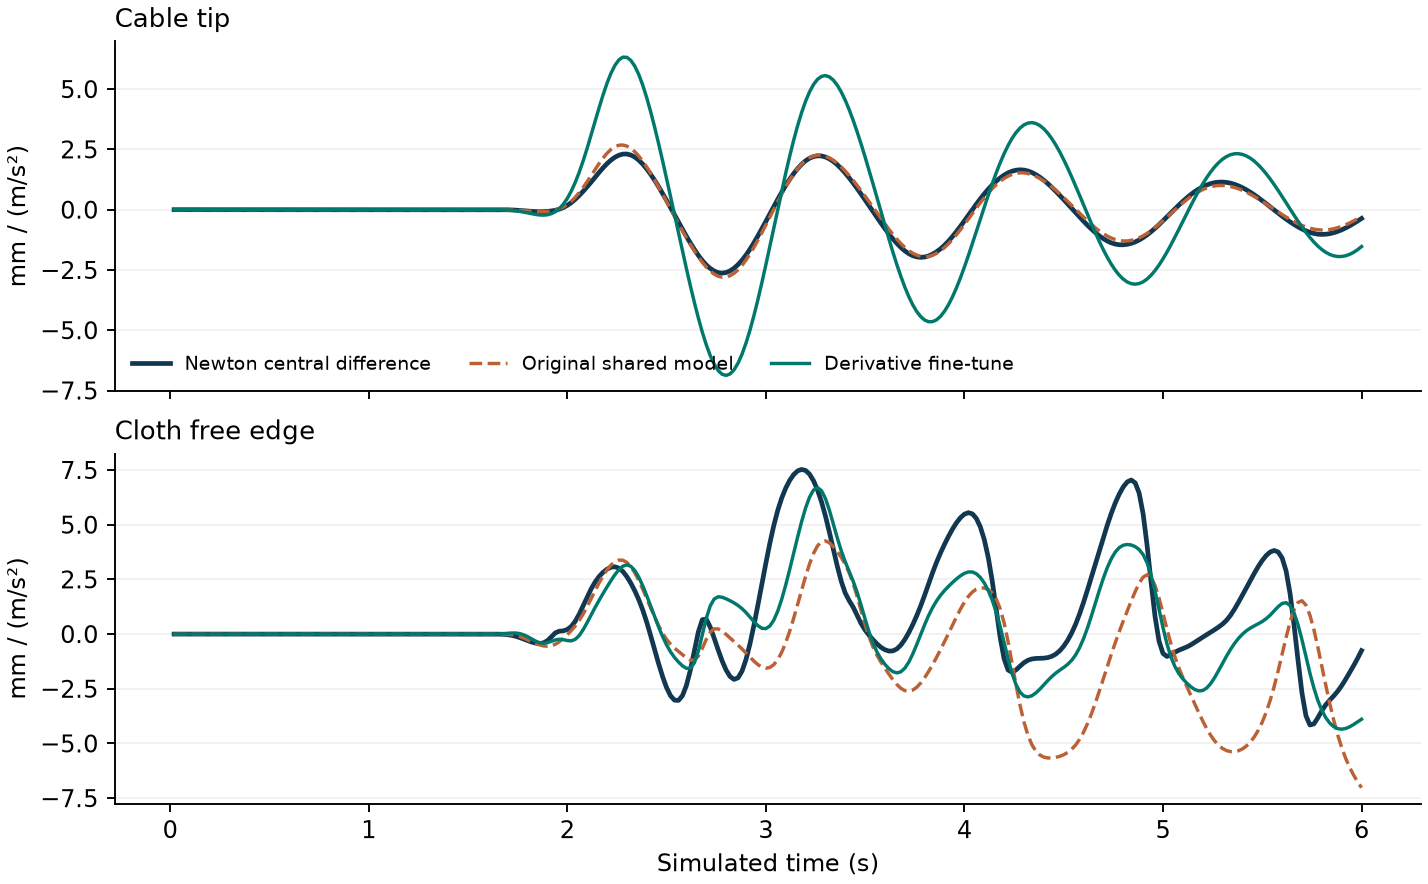 Cable tip
mm / (m/s²)
5.0
2.5
0.0
−2.5
−5.0
−7.5
Newton central difference
Original shared model
Derivative fine-tune
Cloth free edge
mm / (m/s²)
7.5
5.0
2.5
0.0
−2.5
−5.0
−7.5
0 1 2 3 4 5 6
Simulated time (s)